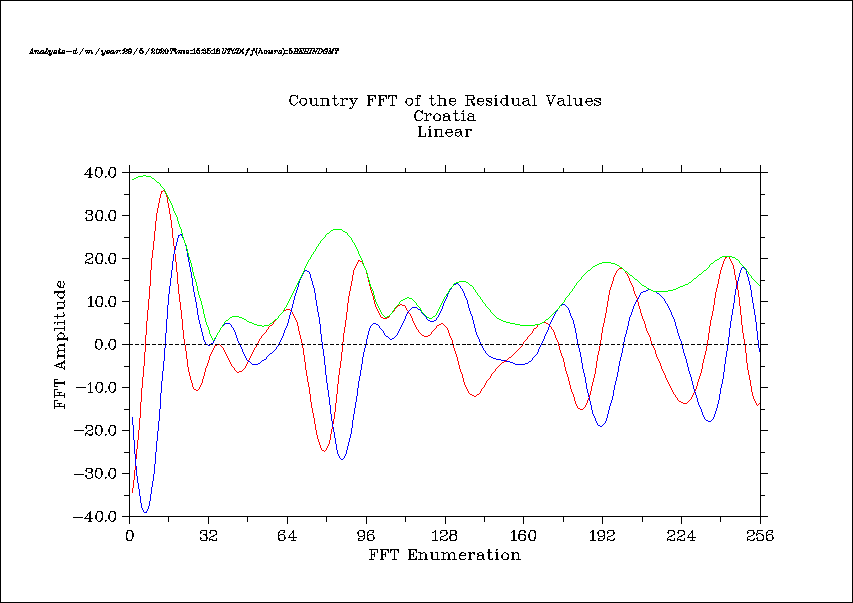 Country FFT of the Residual Values
Croatia
Linear
FFT Amplitude
40.0
30.0
20.0
10.0
0.0
-10.0
-20.0
-30.0
-40.0
0 32 64 96 128 160 192 224 256
FFT Enumeration